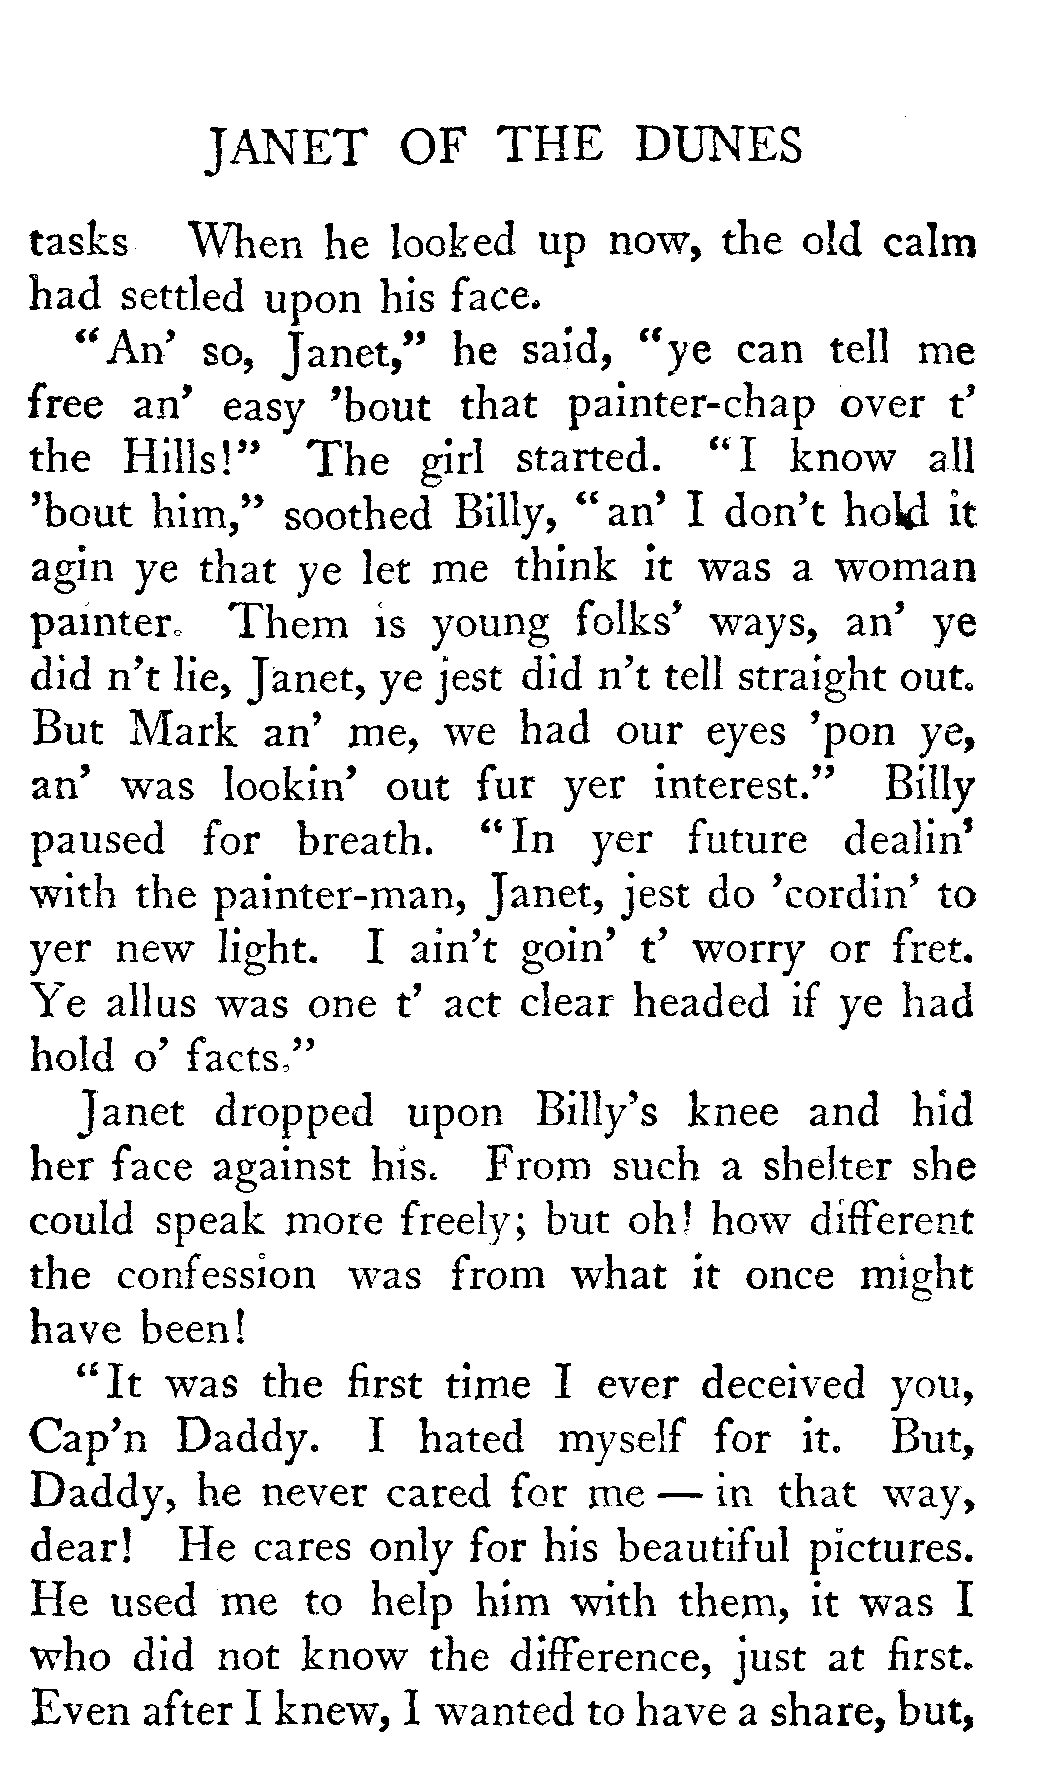 JANET OF THE DUNES
tasks When he looked up now, the old calm
had settled upon his face.
"An' so, Janet," he said, "ye can tell me
free an' easy 'bout that painter-chap over t'
the Hills!" The girl started. "I know all
'bout him," soothed Billy, "an' I don't hold it
agin ye that ye let me think it was a woman
painter. Them is young folks' ways, an' ye
did n't lie, Janet, ye jest did n't tell straight out.
But Mark an' me, we had our eyes 'pon ye,
an' was lookin' out fur yer interest." Billy
paused for breath. "In yer future dealin'
with the painter-man, Janet, jest do 'cordin' to
yer new light. I ain't goin' t' worry or fret.
Ye allus was one t' act clear headed if ye had
hold o' facts."
Janet dropped upon Billy's knee and hid
her face against his. From such a shelter she
could speak more freely; but oh! how different
the confession was from what it once might
have been!
"It was the first time I ever deceived you,
Cap'n Daddy. I hated myself for it. But,
Daddy, he never cared for me — in that way,
dear! He cares only for his beautiful pictures.
He used me to help him with them, it was I
who did not know the difference, just at first.
Even after I knew, I wanted to have a share, but,